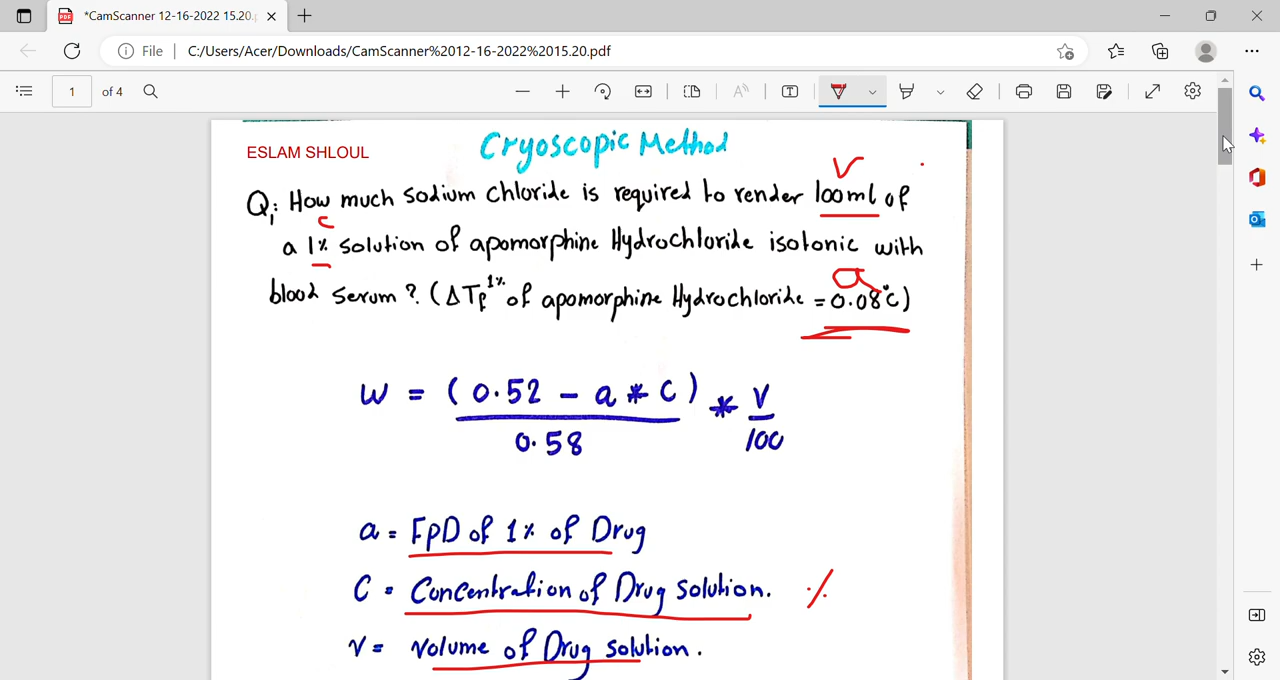 *CamScanner 12-16-2022 15.20.p
File C:/Users/Acer/Downloads/CamScanner%2012-16-2022%2015.20.pdf
1 of 4
Cryoscopic Method
ESLAM SHLOUL
V
Q: How much sodium chloride is required to render 100ml of
C
a 1% solution of apomorphine Hydrochloride isotonic with
a
blood serum? (ΔTf 1% of apomorphine Hydrochloride = 0.08°C)
W = (0.52 - a * C) / 0.58 * V / 100
a = FpD of 1% of Drug
C = Concentration of Drug solution. %
V = Volume of Drug solution.